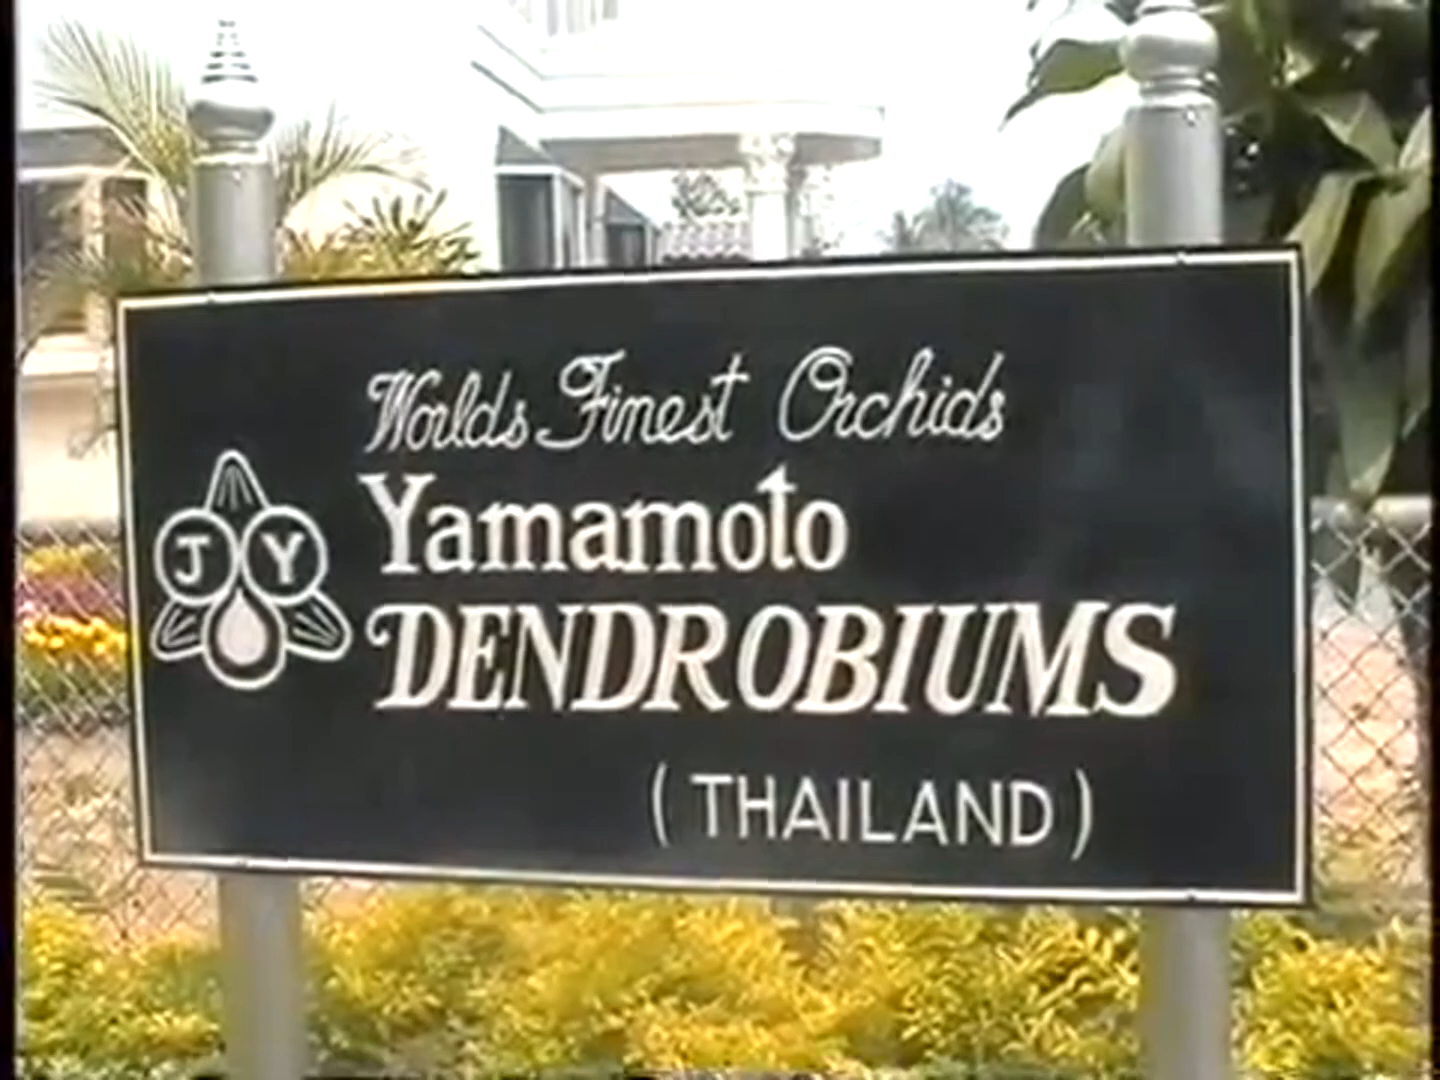 Worlds Finest Orchids
J Y
Yamamoto
DENDROBIUMS
(THAILAND)